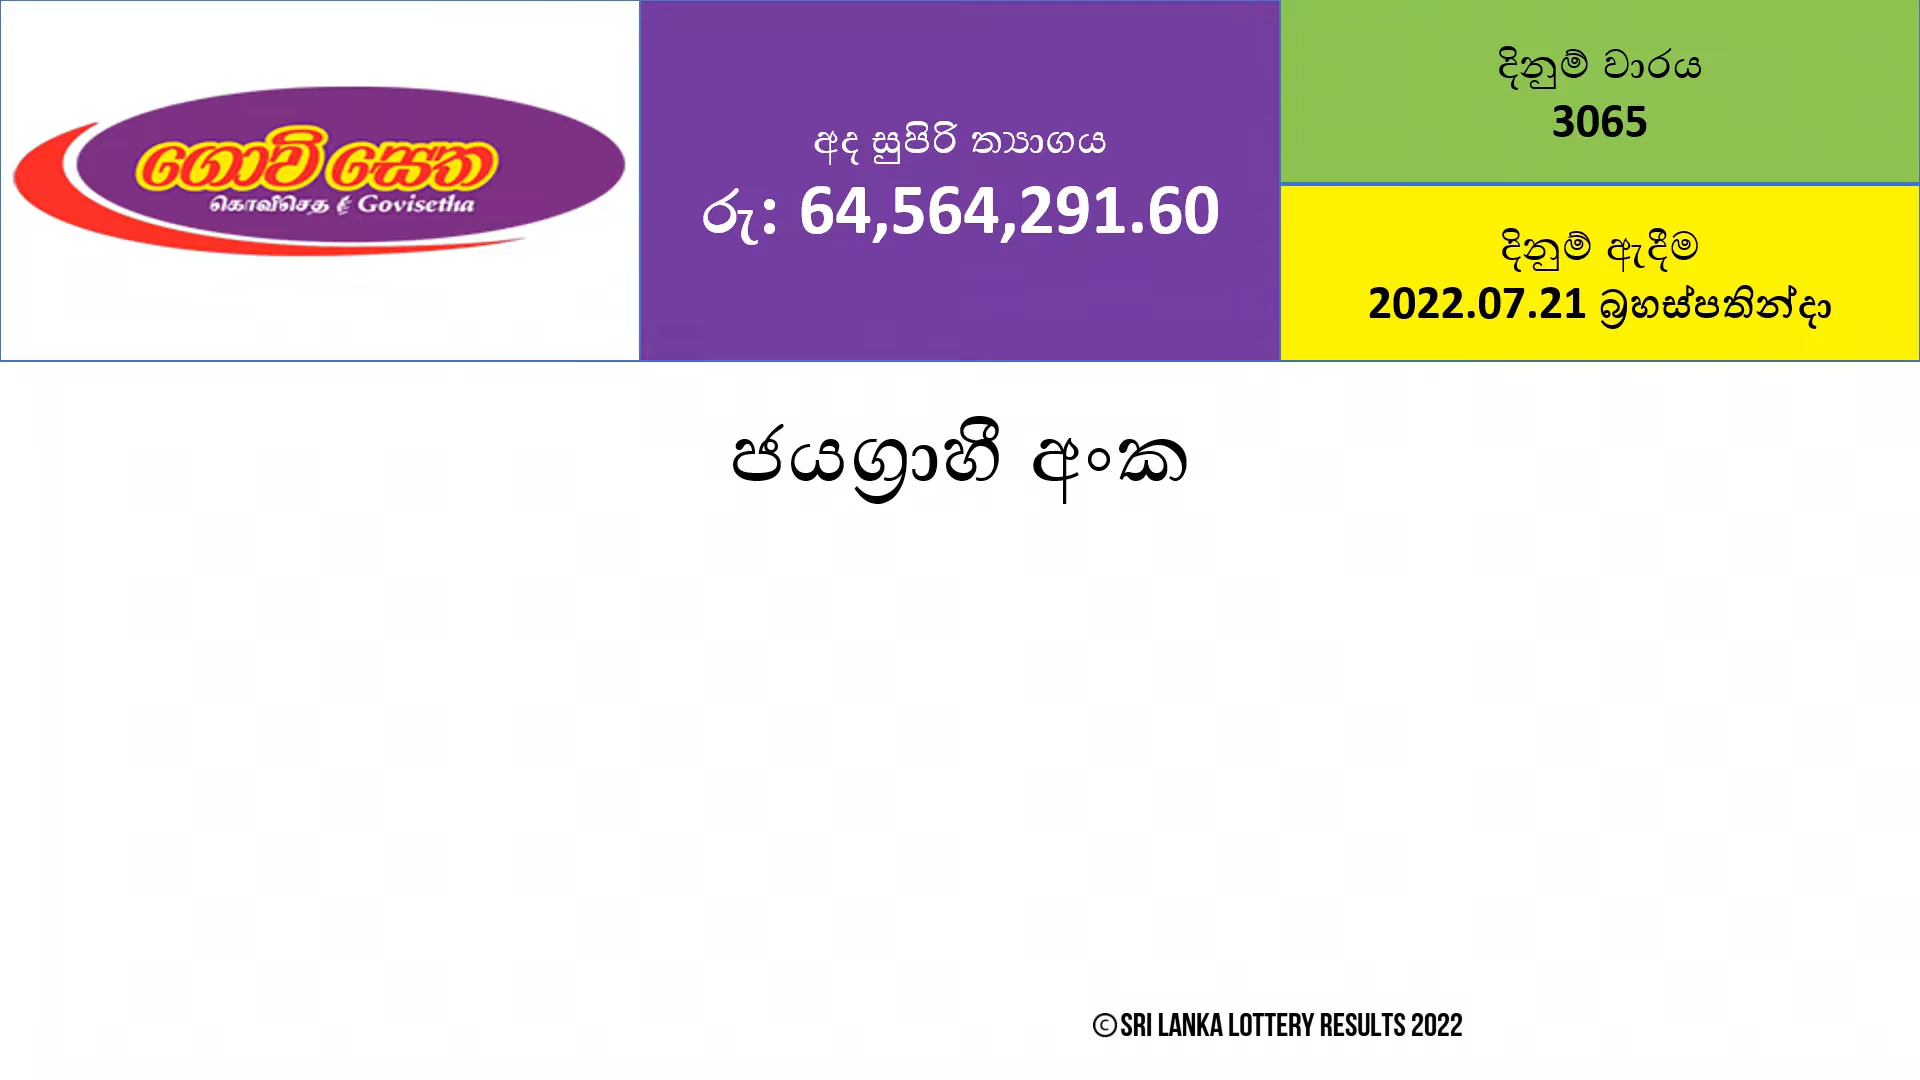 ගොවි සෙත
கொவிசெத Govisetha
අද සුපිරි ත්‍යාගය
රු: 64,564,291.60
දිනුම් වාරය
3065
දිනුම් ඇදීම
2022.07.21 බ්‍රහස්පතින්දා
ජයග්‍රාහී අංක
© SRI LANKA LOTTERY RESULTS 2022